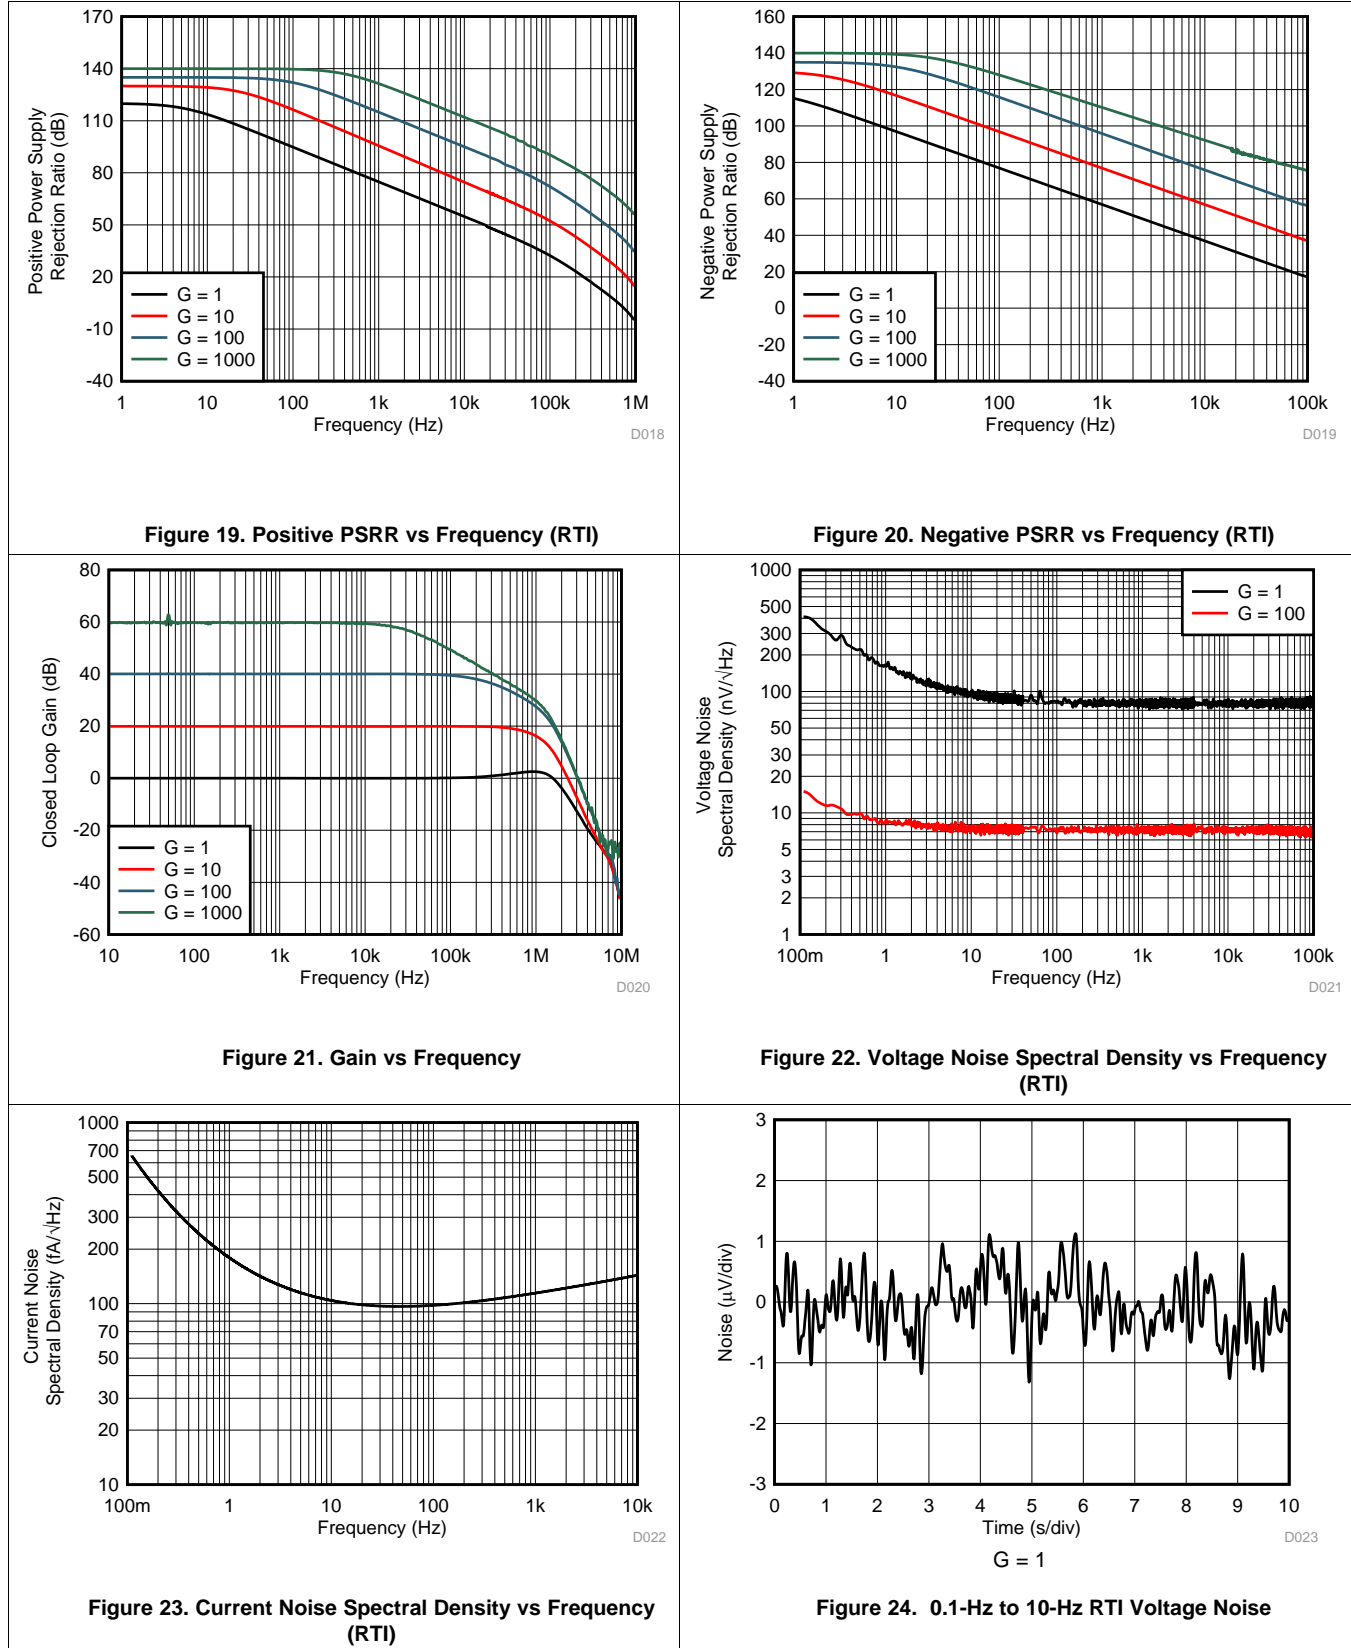 170
140
110
80
50
20
-10
-40
Positive Power Supply
Rejection Ratio (dB)
G = 1
G = 10
G = 100
G = 1000
1 10 100 1k 10k 100k 1M
Frequency (Hz)
D018
Figure 19. Positive PSRR vs Frequency (RTI)
160
140
120
100
80
60
40
20
0
-20
-40
Negative Power Supply
Rejection Ratio (dB)
G = 1
G = 10
G = 100
G = 1000
1 10 100 1k 10k 100k
Frequency (Hz)
D019
Figure 20. Negative PSRR vs Frequency (RTI)
80
60
40
20
0
-20
-40
-60
Closed Loop Gain (dB)
G = 1
G = 10
G = 100
G = 1000
10 100 1k 10k 100k 1M 10M
Frequency (Hz)
D020
Figure 21. Gain vs Frequency
1000
500
300
200
100
50
30
20
10
5
3
2
1
Voltage Noise
Spectral Density (nV/√Hz)
G = 1
G = 100
100m 1 10 100 1k 10k 100k
Frequency (Hz)
D021
Figure 22. Voltage Noise Spectral Density vs Frequency
(RTI)
1000
700
500
300
200
100
70
50
30
20
10
Current Noise
Spectral Density (fA/√Hz)
100m 1 10 100 1k 10k
Frequency (Hz)
D022
Figure 23. Current Noise Spectral Density vs Frequency
(RTI)
3
2
1
0
-1
-2
-3
Noise (μV/div)
0 1 2 3 4 5 6 7 8 9 10
Time (s/div)
D023
G = 1
Figure 24. 0.1-Hz to 10-Hz RTI Voltage Noise